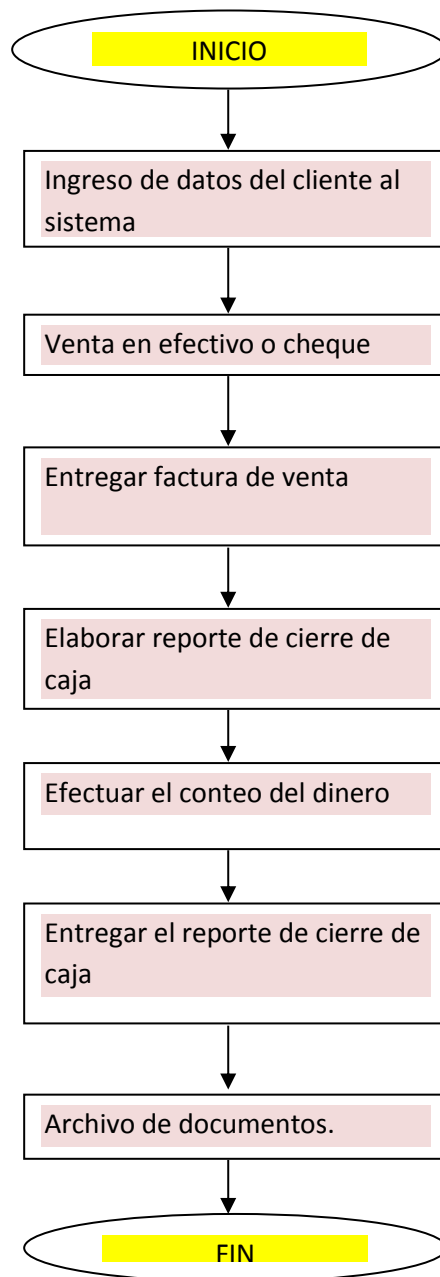 INICIO
Ingreso de datos del cliente al
sistema
Venta en efectivo o cheque
Entregar factura de venta
Elaborar reporte de cierre de
caja
Efectuar el conteo del dinero
Entregar el reporte de cierre de
caja
Archivo de documentos.
FIN